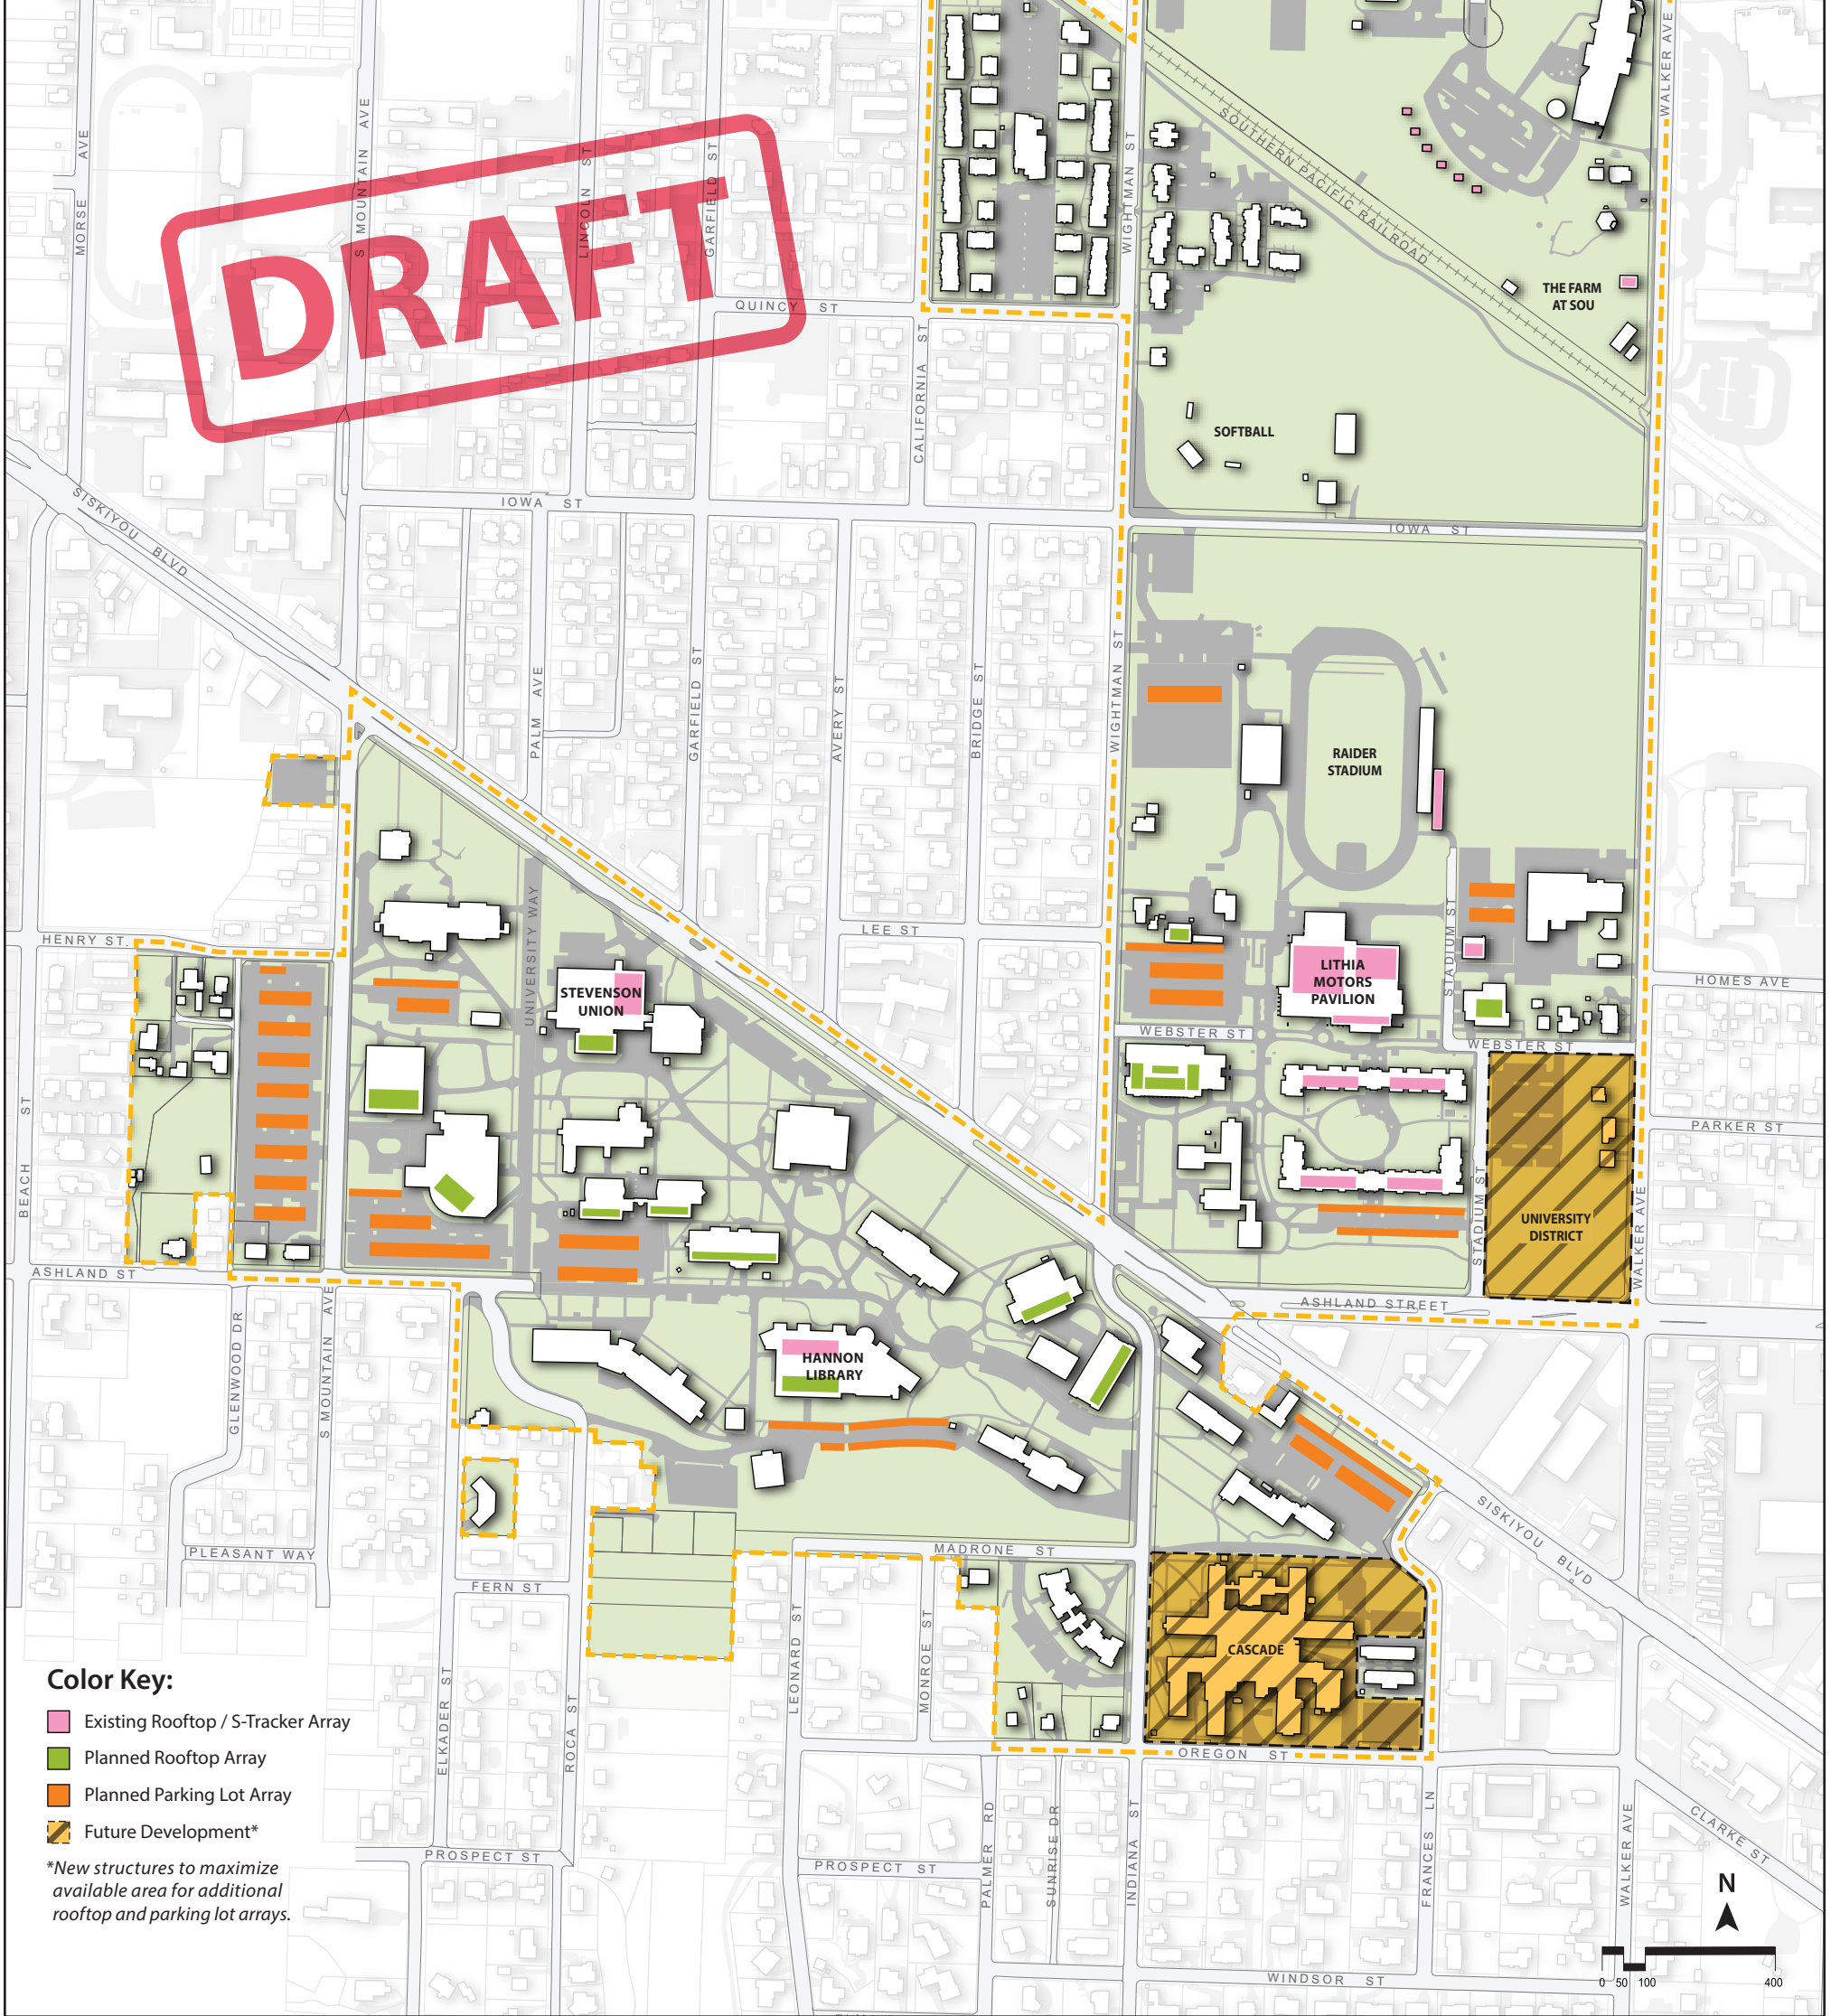 WALKER AVE
MORSE AVE
S MOUNTAIN AVE
LINCOLN ST
GARFIELD ST
WIGHTMAN ST
SOUTHERN PACIFIC RAILROAD
DRAFT
THE FARM
AT SOU
QUINCY ST
CALIFORNIA ST
SOFTBALL
SISKIYOU BLVD
IOWA ST
IOWA ST
PALM AVE
GARFIELD ST
AVERY ST
BRIDGE ST
WIGHTMAN ST
RAIDER
STADIUM
UNIVERSITY WAY
LEE ST
HENRY ST.
STADIUM ST
LITHIA
MOTORS
PAVILION
STEVENSON
UNION
HOMES AVE
WEBSTER ST
WEBSTER ST
BEACH ST
PARKER ST
STADIUM ST
WALKER AVE
UNIVERSITY
DISTRICT
ASHLAND ST
ASHLAND STREET
GLENWOOD DR
S MOUNTAIN AVE
HANNON
LIBRARY
SISKIYOU BLVD
PLEASANT WAY
MADRONE ST
FERN ST
LEONARD ST
MONROE ST
CASCADE
ELKADER ST
ROCA ST
OREGON ST
Color Key:
Existing Rooftop / S-Tracker Array
Planned Rooftop Array
Planned Parking Lot Array
Future Development*
*New structures to maximize
available area for additional
rooftop and parking lot arrays.
PROSPECT ST
PROSPECT ST
PALMER RD
SUNRISE DR
INDIANA ST
FRANCES LN
WALKER AVE
CLARKE ST
N
WINDSOR ST
0 50 100 400